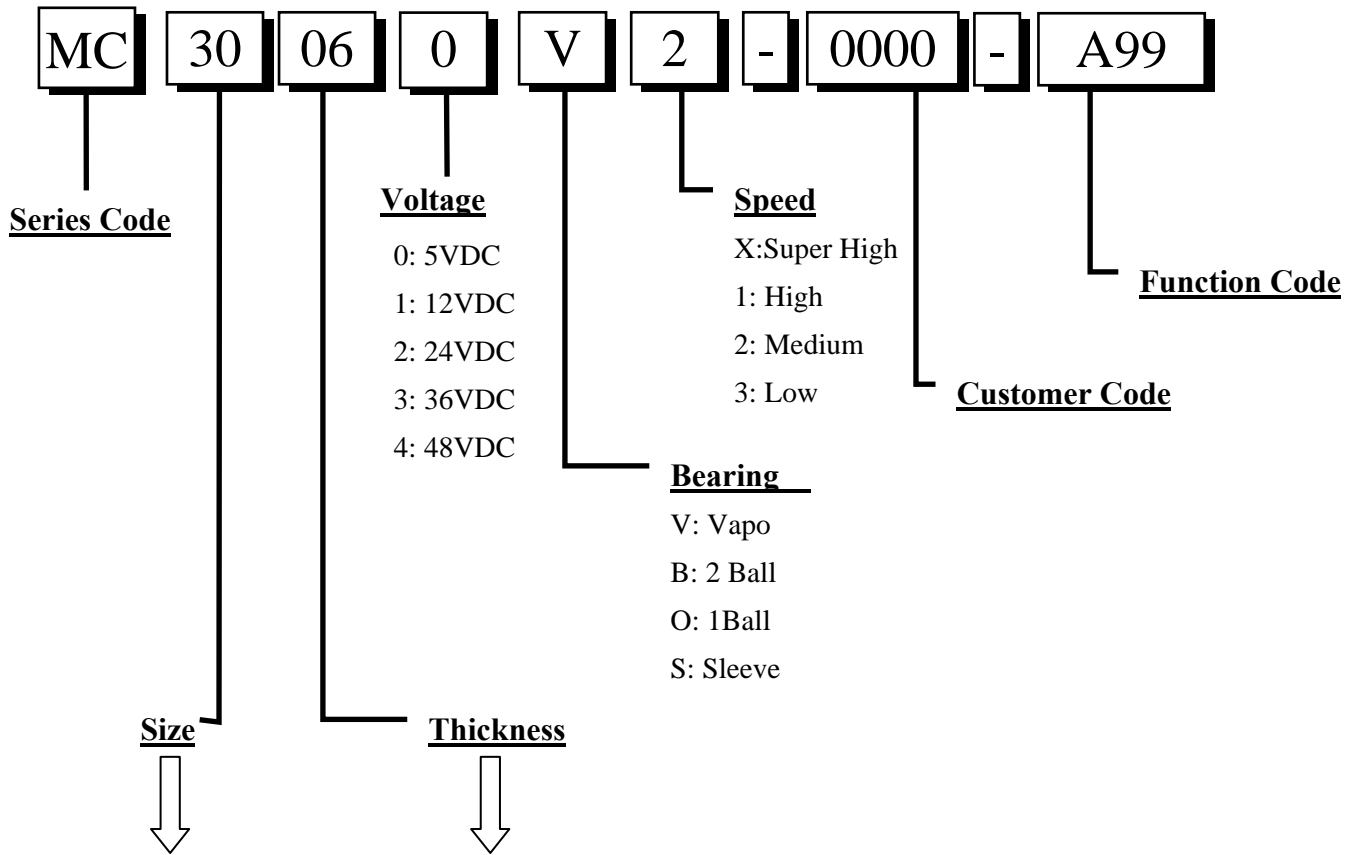 MC 30 06 0 V 2 - 0000 - A99
Series Code
Voltage
0: 5VDC
1: 12VDC
2: 24VDC
3: 36VDC
4: 48VDC
Speed
X:Super High
1: High
2: Medium
3: Low
Function Code
Customer Code
Bearing
V: Vapo
B: 2 Ball
O: 1Ball
S: Sleeve
Size
Thickness